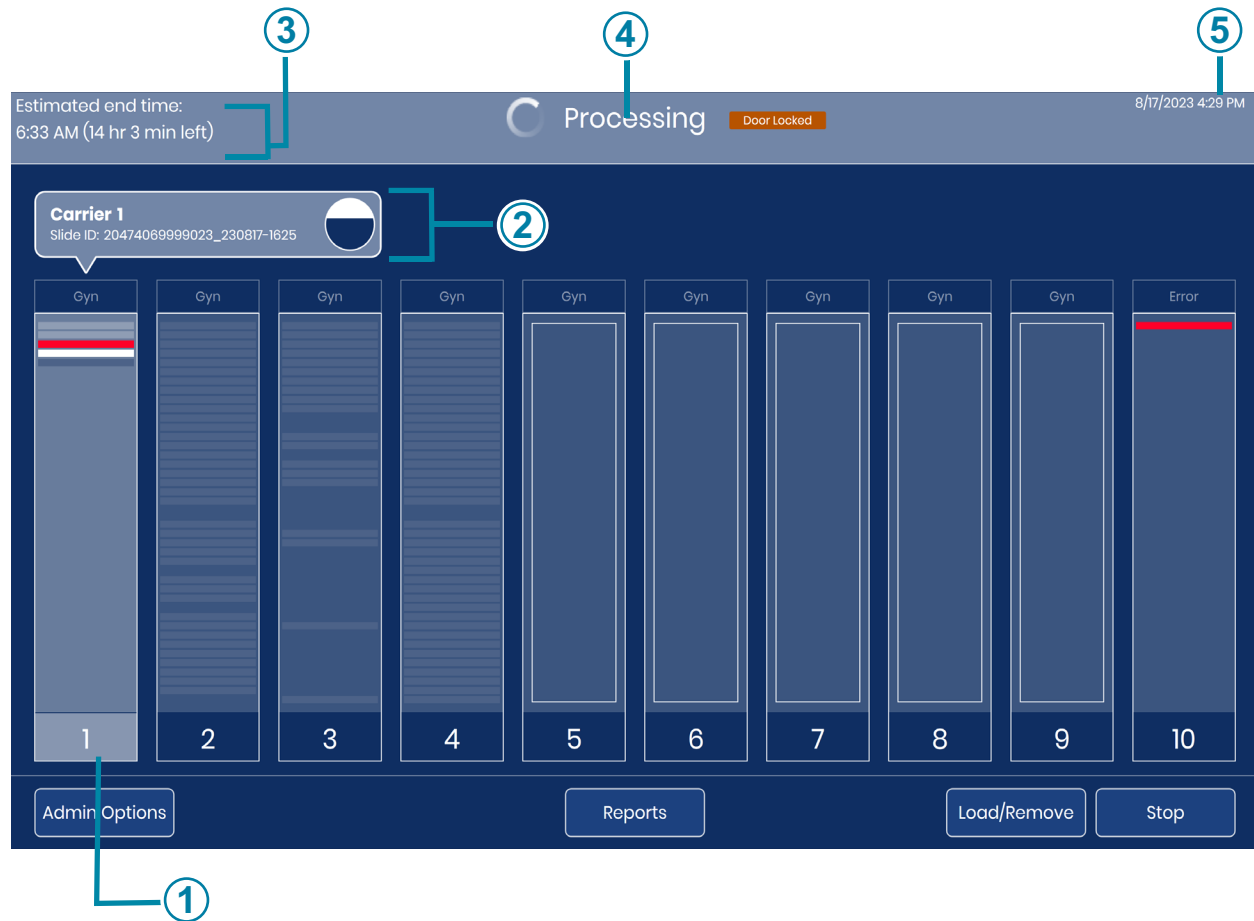 3
4
5
Estimated end time:
6:33 AM (14 hr 3 min left)
Processing
Door Locked
8/17/2023 4:29 PM
Carrier 1
Slide ID: 20474069999023_230817-1625
2
Gyn Gyn Gyn Gyn Gyn Gyn Gyn Gyn Gyn Error
1 2 3 4 5 6 7 8 9 10
Admin Options
Reports
Load/Remove
Stop
1